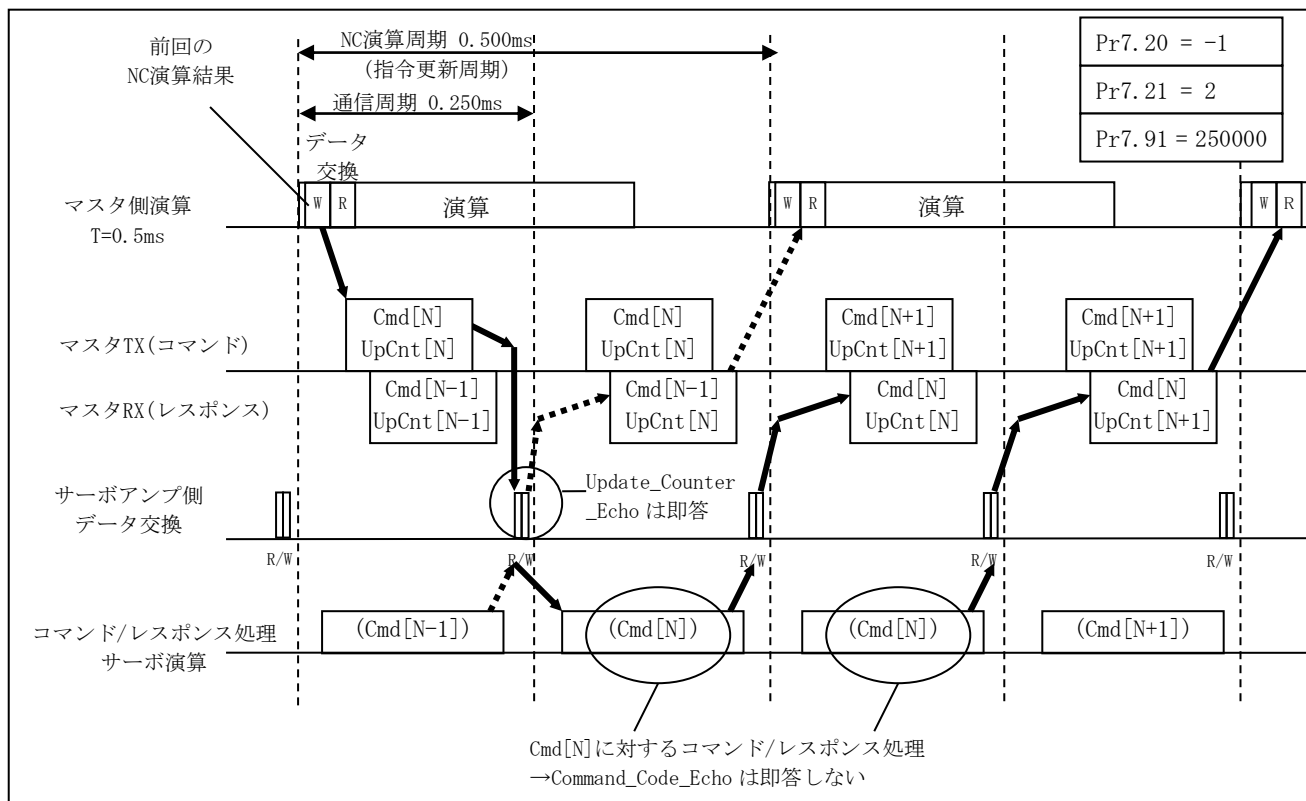 前回の
NC演算結果
NC演算周期 0.500ms
(指令更新周期)
通信周期 0.250ms
Pr7.20 = -1
Pr7.21 = 2
Pr7.91 = 250000
データ
交換
マスタ側演算
T=0.5ms
W R 演算 W R 演算 W R
マスタTX(コマンド)
Cmd[N]
UpCnt[N]
Cmd[N]
UpCnt[N]
Cmd[N+1]
UpCnt[N+1]
Cmd[N+1]
UpCnt[N+1]
マスタRX(レスポンス)
Cmd[N-1]
UpCnt[N-1]
Cmd[N-1]
UpCnt[N]
Cmd[N]
UpCnt[N]
Cmd[N]
UpCnt[N+1]
サーボアンプ側
データ交換
Update_Counter
_Echo は即答
R/W R/W R/W R/W R/W
コマンド/レスポンス処理
サーボ演算
(Cmd[N-1]) (Cmd[N]) (Cmd[N]) (Cmd[N+1])
Cmd[N]に対するコマンド/レスポンス処理
→Command_Code_Echo は即答しない